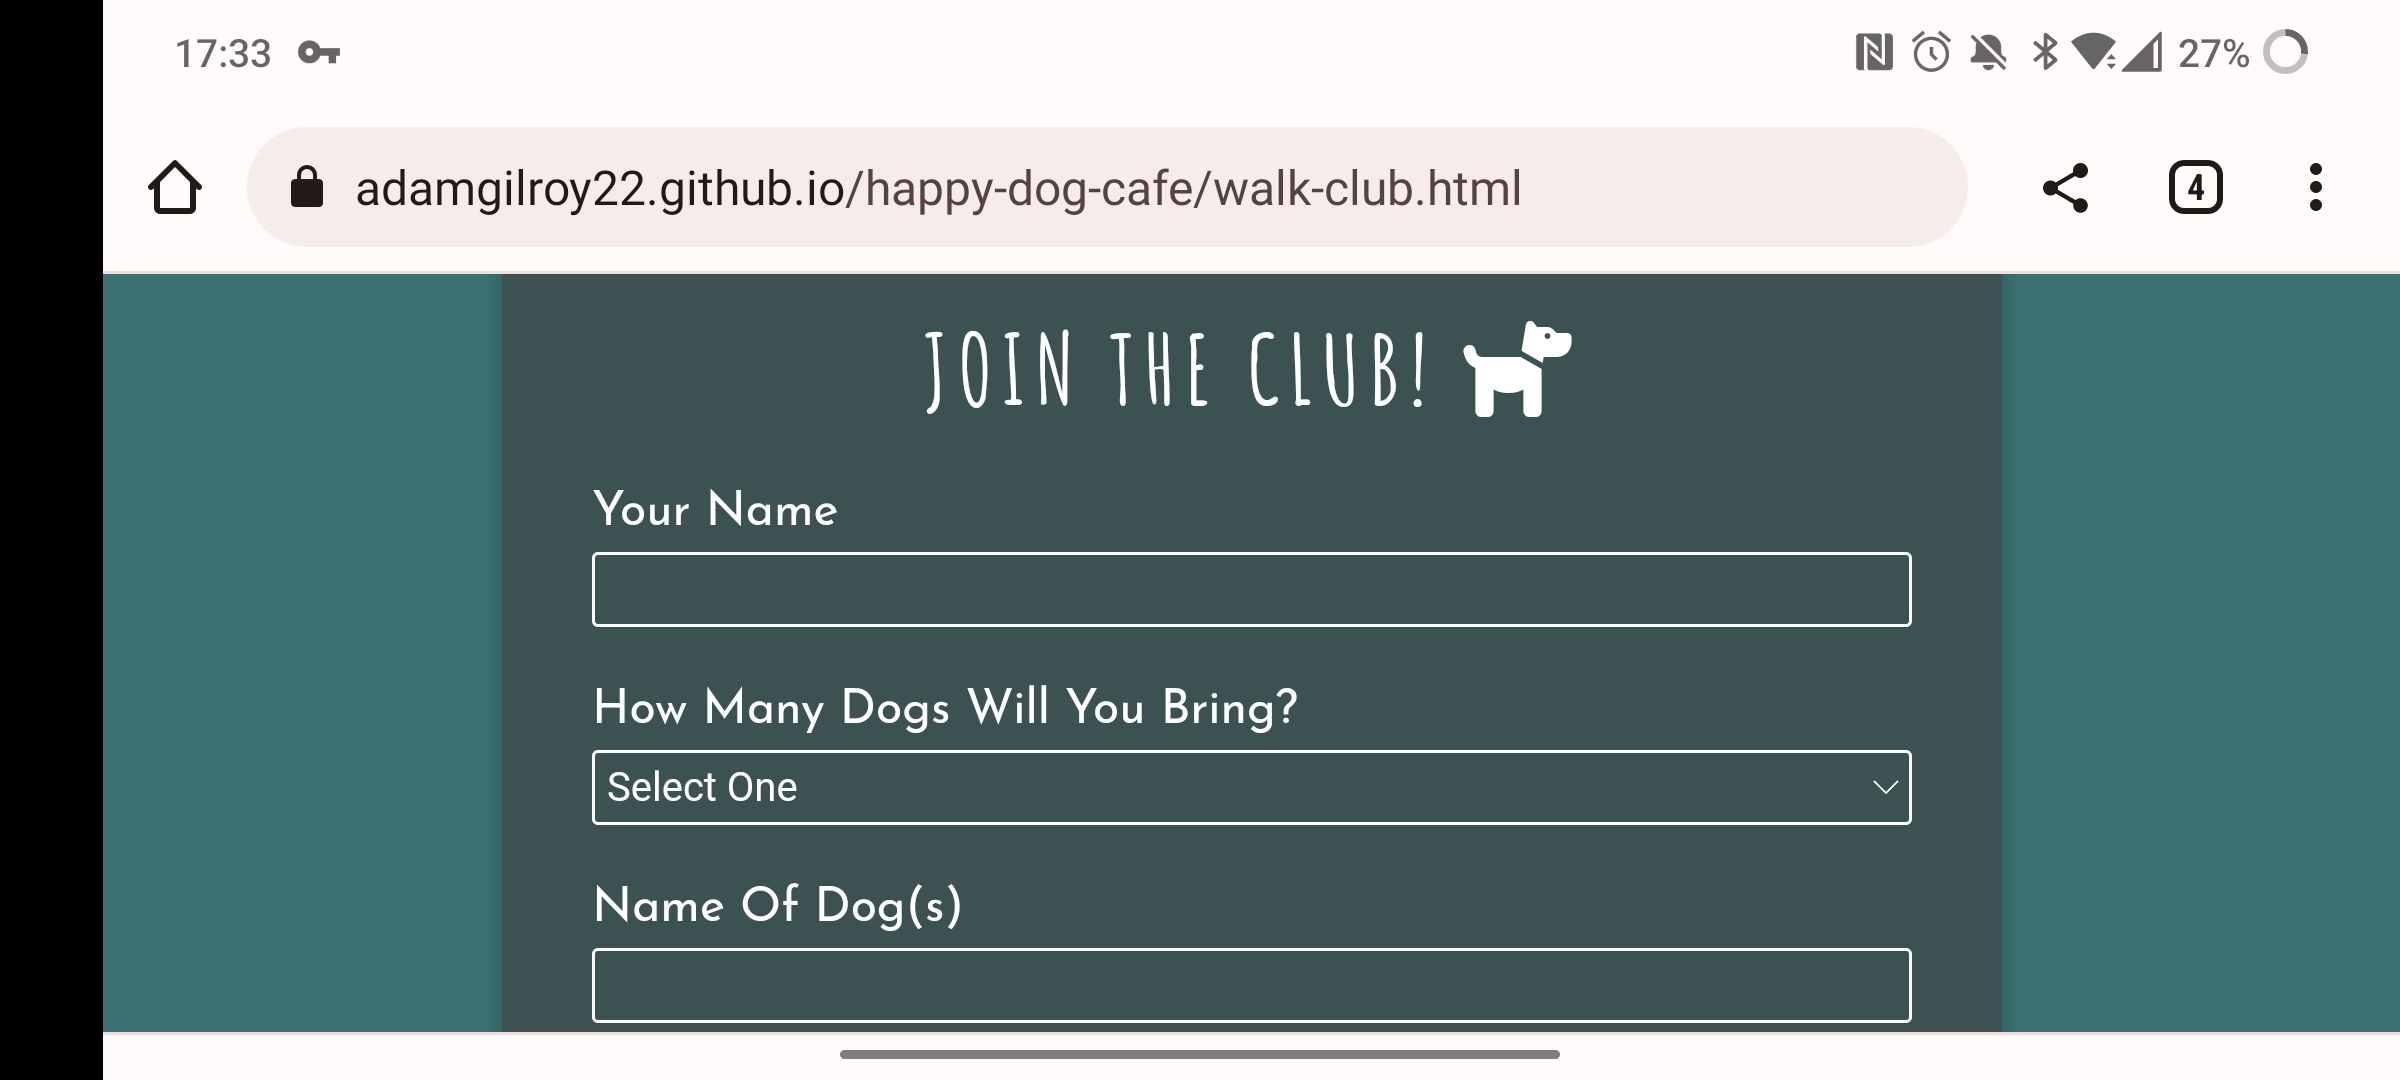 17:33
27%
adamgilroy22.github.io/happy-dog-cafe/walk-club.html
4
JOIN THE CLUB!
Your Name
How Many Dogs Will You Bring?
Select One
Name Of Dog(s)